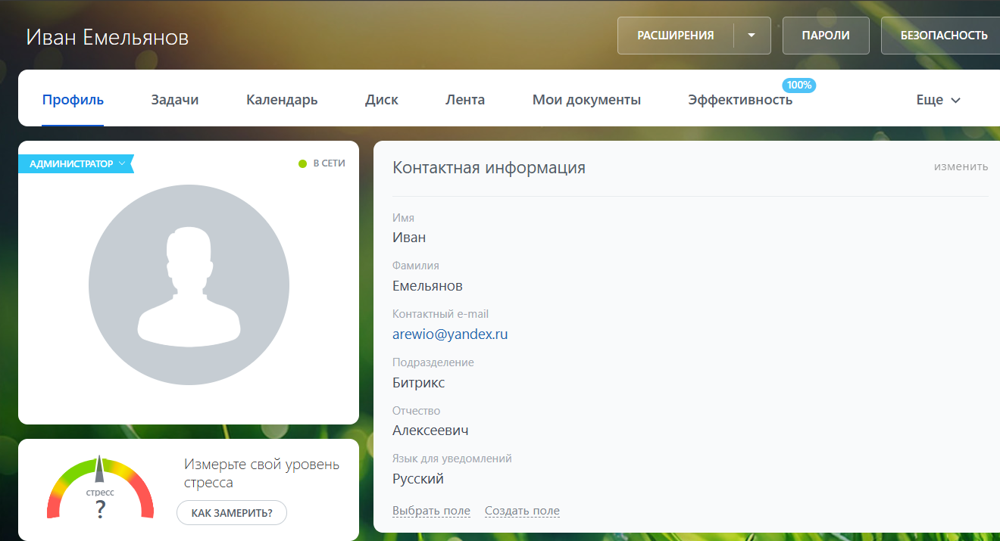 Иван Емельянов
РАСШИРЕНИЯ
ПАРОЛИ
БЕЗОПАСНОСТЬ
Профиль
Задачи
Календарь
Диск
Лента
Мои документы
Эффективность
100%
Еще
АДМИНИСТРАТОР
В СЕТИ
Контактная информация
изменить
Имя
Иван
Фамилия
Емельянов
Контактный e-mail
arewio@yandex.ru
Подразделение
Битрикс
Отчество
Алексеевич
Язык для уведомлений
Русский
Выбрать поле
Создать поле
стресс
?
Измерьте свой уровень
стресса
КАК ЗАМЕРИТЬ?